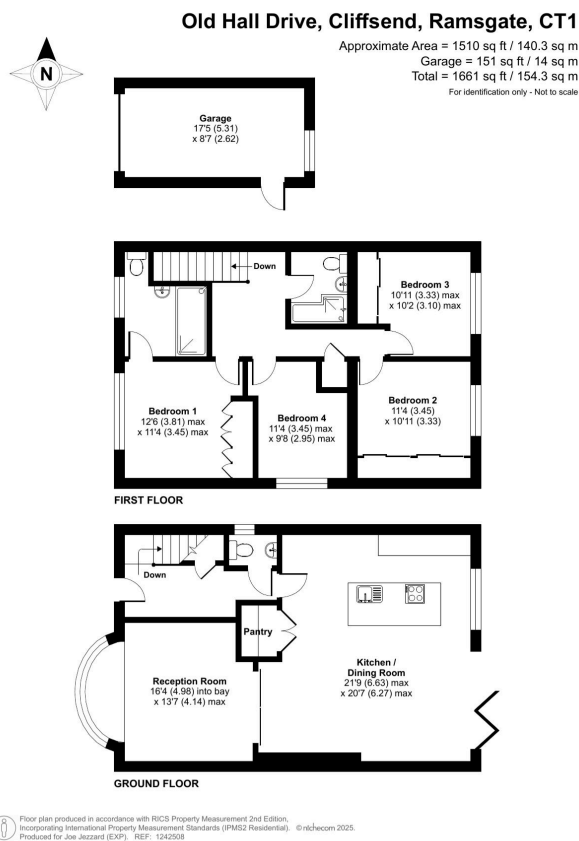 Old Hall Drive, Cliffsend, Ramsgate, CT1
Approximate Area = 1510 sq ft / 140.3 sq m
Garage = 151 sq ft / 14 sq m
Total = 1661 sq ft / 154.3 sq m
For identification only - Not to scale
N
Garage
17'5 (5.31)
x 8'7 (2.62)
Down
Bedroom 3
10'11 (3.33) max
x 10'2 (3.10) max
Bedroom 1
12'6 (3.81) max
x 11'4 (3.45) max
Bedroom 4
11'4 (3.45) max
x 9'8 (2.95) max
Bedroom 2
11'4 (3.45)
x 10'11 (3.33)
FIRST FLOOR
Down
Pantry
Reception Room
16'4 (4.98) into bay
x 13'7 (4.14) max
Kitchen /
Dining Room
21'9 (6.63) max
x 20'7 (6.27) max
GROUND FLOOR
Floor plan produced in accordance with RICS Property Measurement 2nd Edition,
Incorporating International Property Measurement Standards (IPMS2 Residential). © nichecom 2025.
Produced for Joe Jezzard (EXP). REF: 1242508